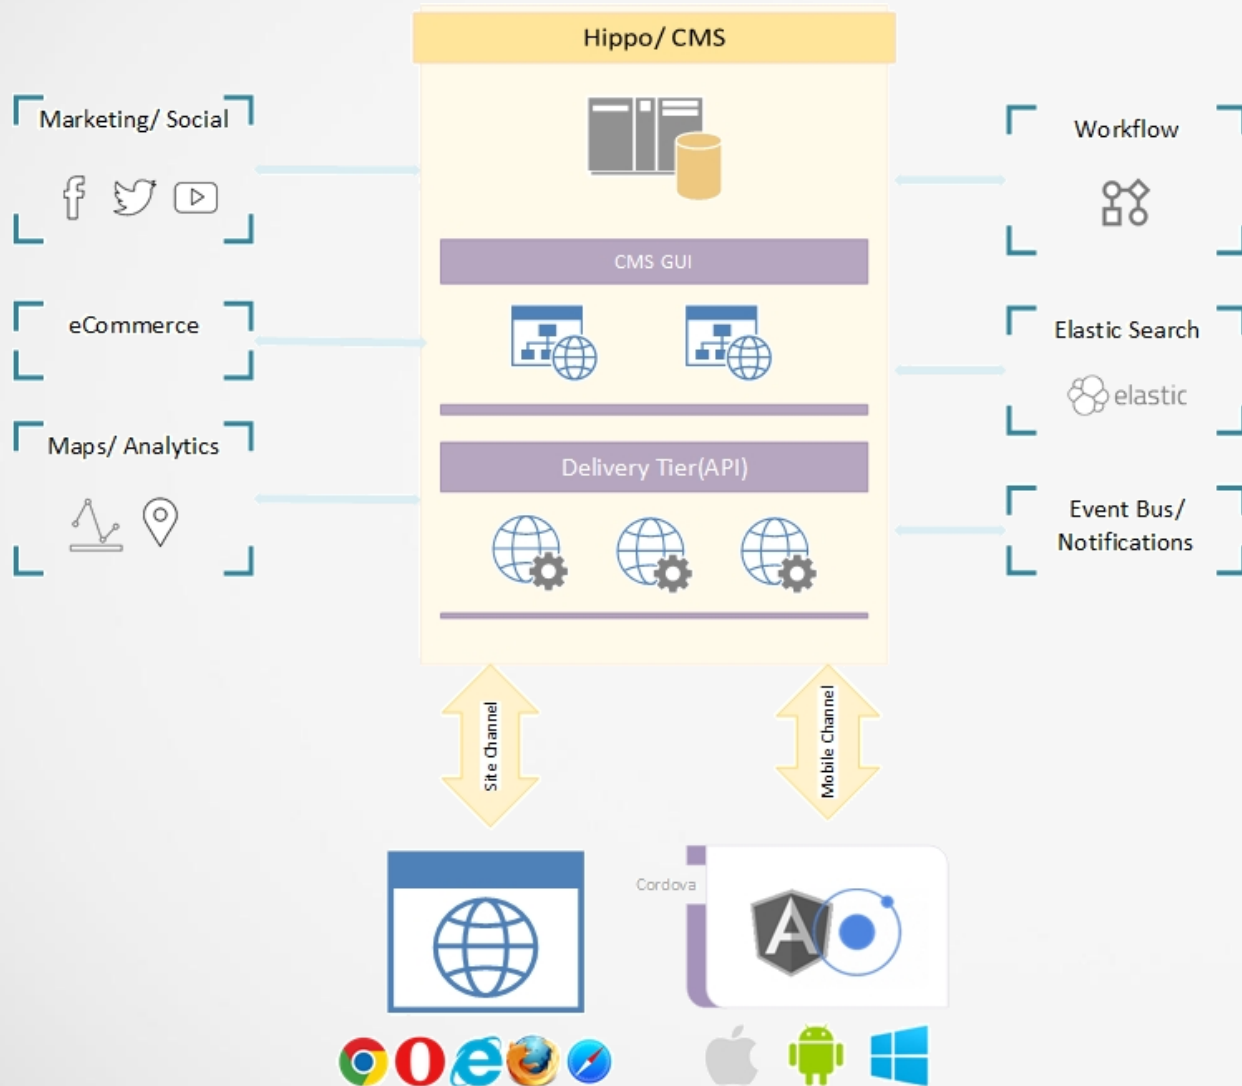 Hippo/ CMS
Marketing/ Social
Workflow
CMS GUI
eCommerce
Elastic Search
elastic
Maps/ Analytics
Delivery Tier(API)
Event Bus/
Notifications
Site Channel
Mobile Channel
Cordova
A